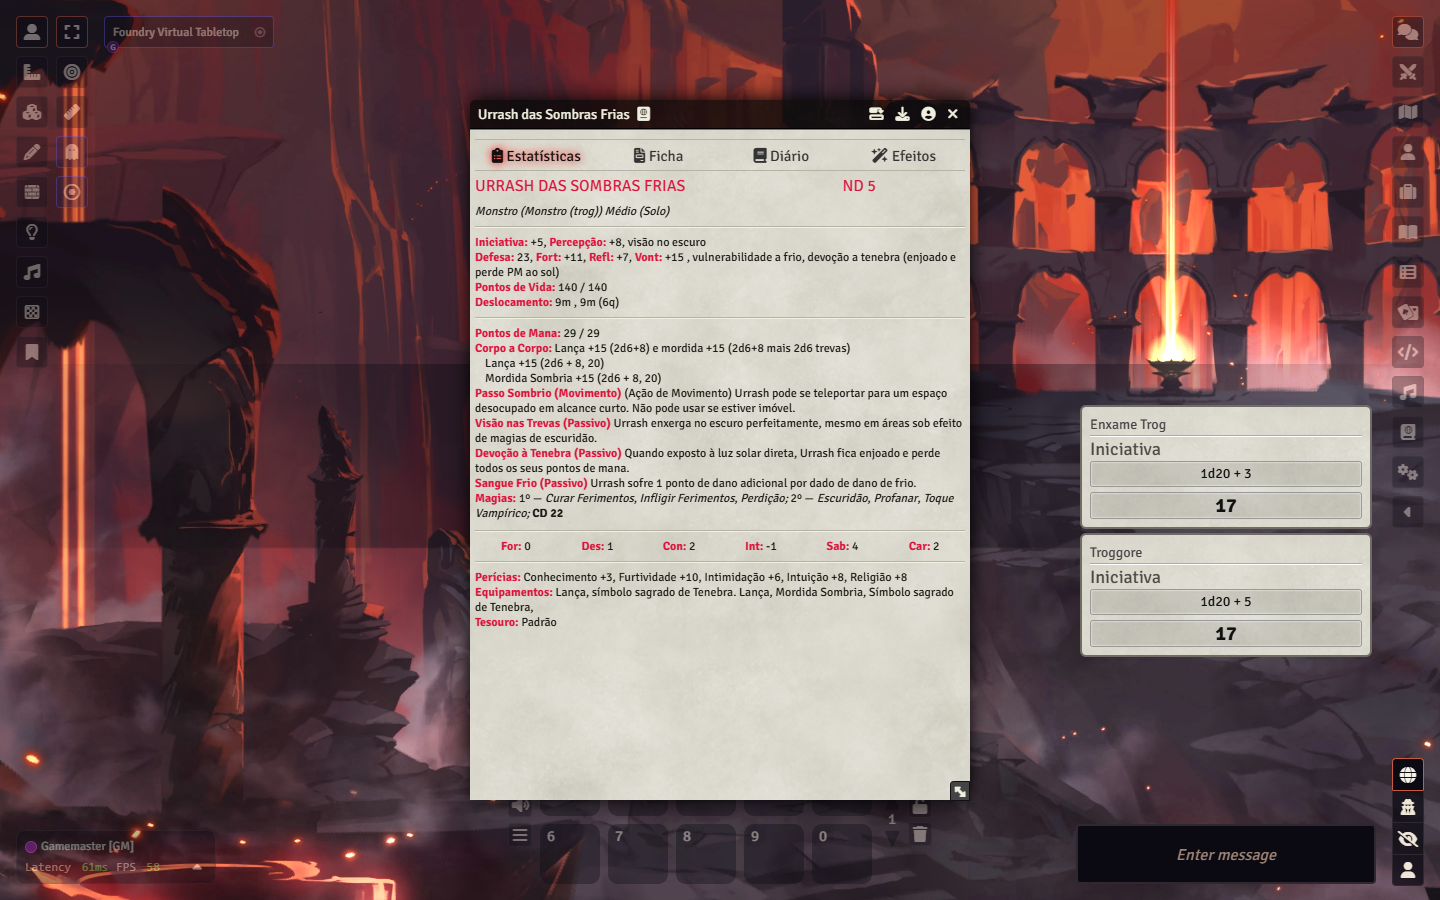 Foundry Virtual Tabletop
G
Urrash das Sombras Frias
Estatísticas
Ficha
Diário
Efeitos
URRASH DAS SOMBRAS FRIAS
ND 5
Monstro (Monstro (trog)) Médio (Solo)
Iniciativa: +5, Percepção: +8, visão no escuro
Defesa: 23, Fort: +11, Refl: +7, Vont: +15 , vulnerabilidade a frio, devoção a tenebra (enjoado e
perde PM ao sol)
Pontos de Vida: 140 / 140
Deslocamento: 9m , 9m (6q)
Pontos de Mana: 29 / 29
Corpo a Corpo: Lança +15 (2d6+8) e mordida +15 (2d6+8 mais 2d6 trevas)
Lança +15 (2d6 + 8, 20)
Mordida Sombria +15 (2d6 + 8, 20)
Passo Sombrio (Movimento) (Ação de Movimento) Urrash pode se teleportar para um espaço
desocupado em alcance curto. Não pode usar se estiver imóvel.
Visão nas Trevas (Passivo) Urrash enxerga no escuro perfeitamente, mesmo em áreas sob efeito
de magias de escuridão.
Devoção à Tenebra (Passivo) Quando exposto à luz solar direta, Urrash fica enjoado e perde
todos os seus pontos de mana.
Sangue Frio (Passivo) Urrash sofre 1 ponto de dano adicional por dado de dano de frio.
Magias: 1º — Curar Ferimentos, Infligir Ferimentos, Perdição; 2º — Escuridão, Profanar, Toque
Vampírico; CD 22
For: 0
Des: 1
Con: 2
Int: -1
Sab: 4
Car: 2
Perícias: Conhecimento +3, Furtividade +10, Intimidação +6, Intuição +8, Religião +8
Equipamentos: Lança, símbolo sagrado de Tenebra. Lança, Mordida Sombria, Símbolo sagrado
de Tenebra,
Tesouro: Padrão
Enxame Trog
Iniciativa
1d20 + 3
17
Troggore
Iniciativa
1d20 + 5
17
6
7
8
9
0
1
Gamemaster [GM]
Latency 61ms FPS 58
Enter message